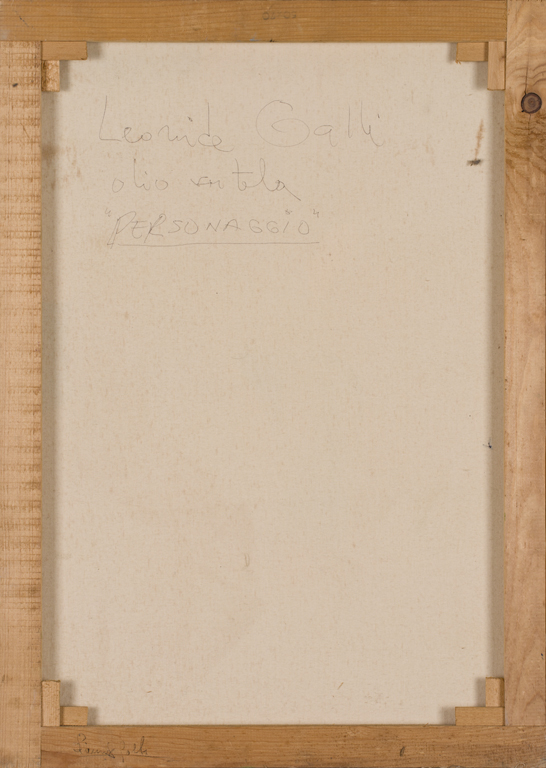 Leonida Galli
olio su tela
"PERSONAGGIO"